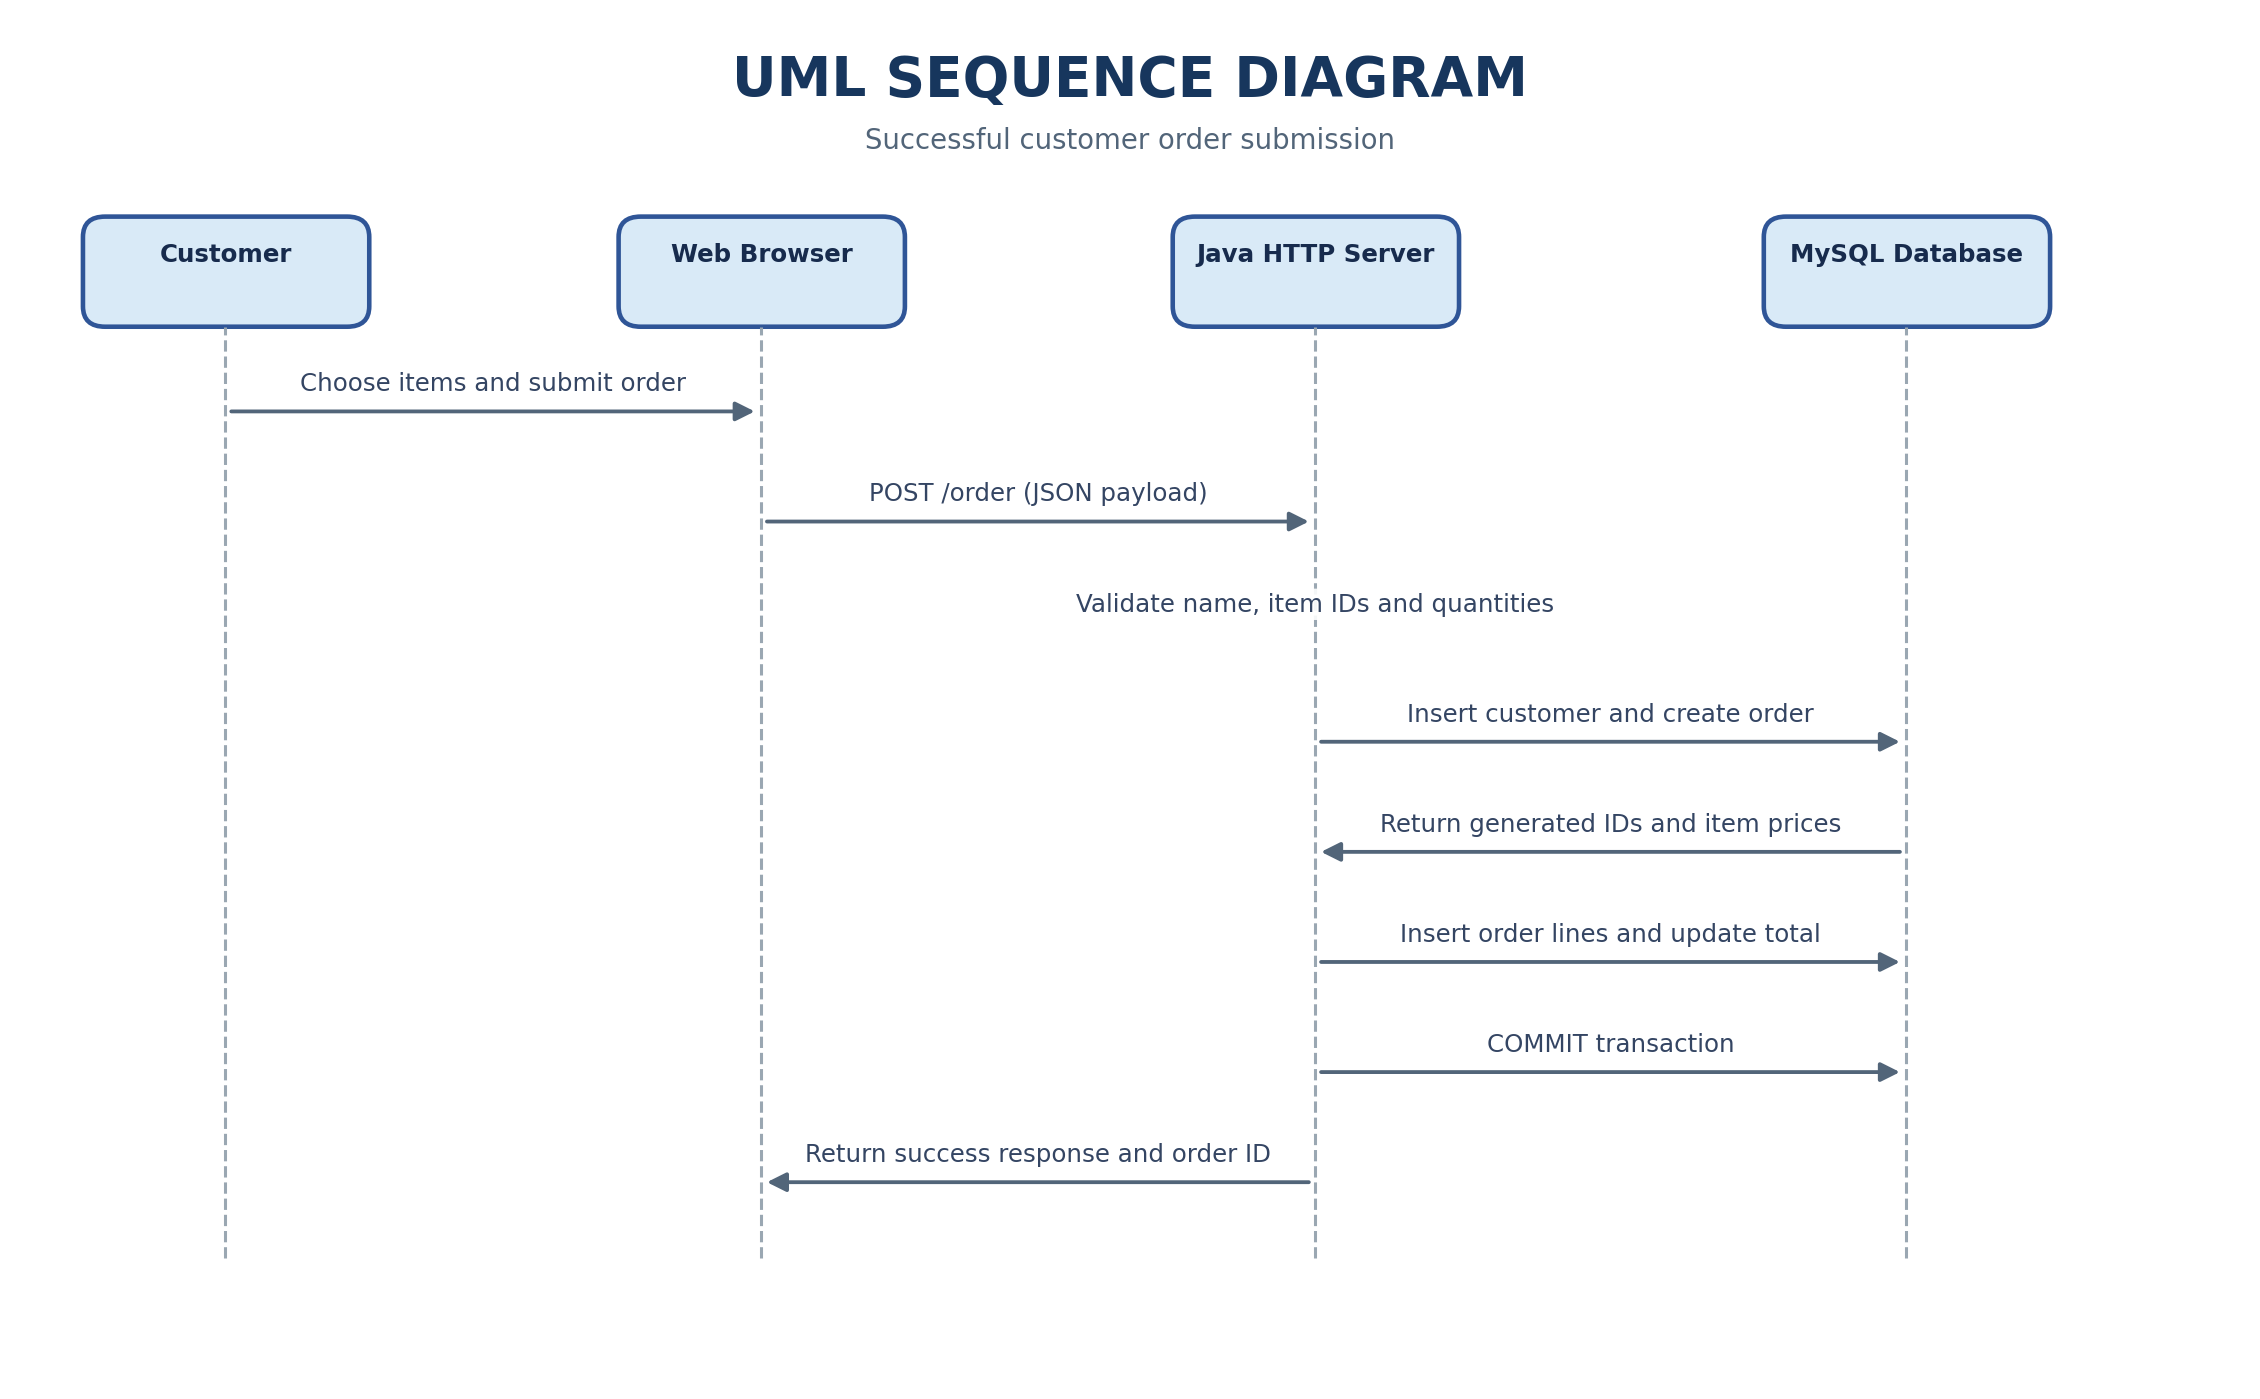 UML SEQUENCE DIAGRAM
Successful customer order submission
Customer
Web Browser
Java HTTP Server
MySQL Database
Choose items and submit order
POST /order (JSON payload)
Validate name, item IDs and quantities
Insert customer and create order
Return generated IDs and item prices
Insert order lines and update total
COMMIT transaction
Return success response and order ID